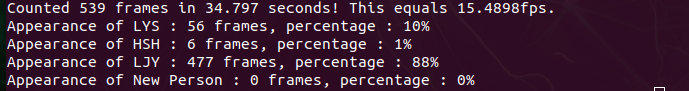 Counted 539 frames in 34.797 seconds! This equals 15.4898fps.
Appearance of LYS : 56 frames, percentage : 10%
Appearance of HSH : 6 frames, percentage : 1%
Appearance of LJY : 477 frames, percentage : 88%
Appearance of New Person : 0 frames, percentage : 0%